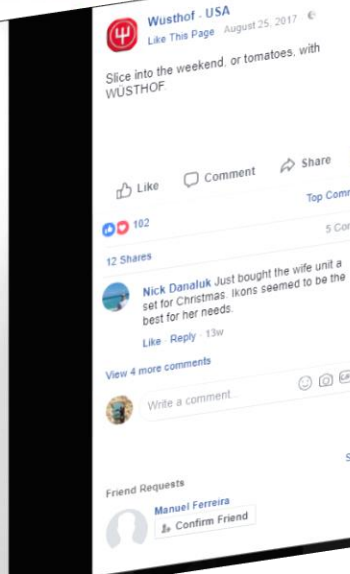 Wusthof - USA
Like This Page August 25, 2017
Slice into the weekend, or tomatoes, with
WÜSTHOF.
Like Comment Share
102
Top
12 Shares
5
Nick Danaluk Just bought the wife unit a
set for Christmas. Ikons seemed to be the
best for her needs.
Like · Reply · 13w
View 4 more comments
Write a comment...
Friend Requests
Manuel Ferreira
Confirm Friend